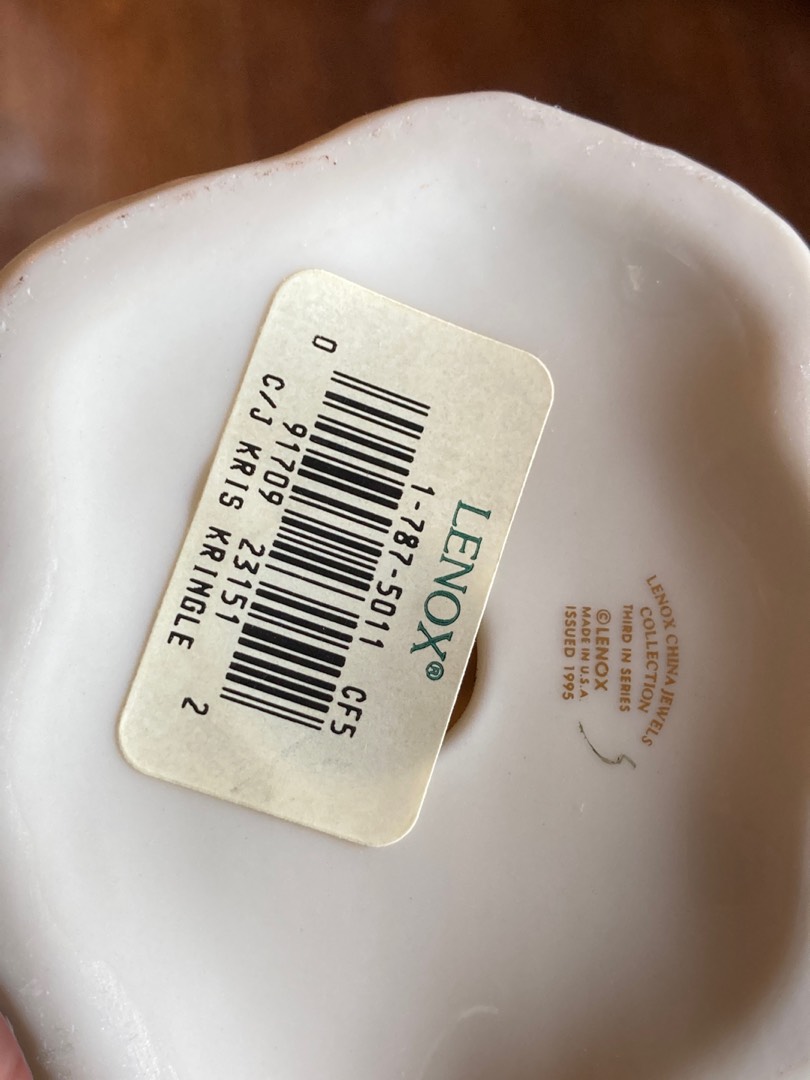 LENOX®
1-787-5011 CF5
0 91709 23151 2
C/J KRIS KRINGLE
LENOX CHINA JEWELS
COLLECTION
THIRD IN SERIES
© LENOX
MADE IN U.S.A.
ISSUED 1995